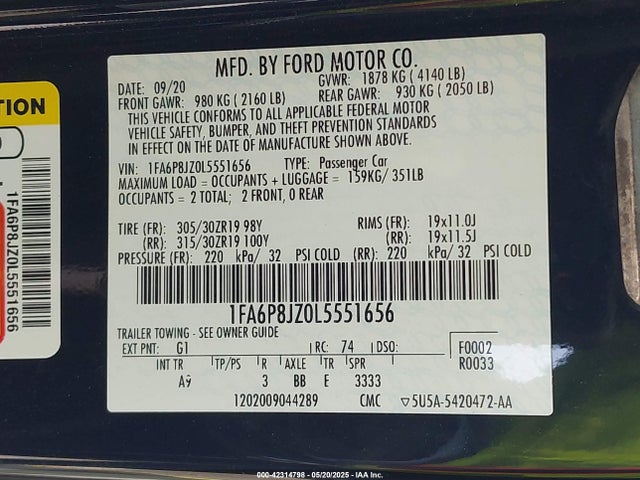 MFD. BY FORD MOTOR CO.
09/20 GVWR: 1878 KG ( 4140 LB)
FRONT GAWR: 980 KG ( 2160 LB) REAR GAWR: 930 KG ( 2050 LB)
THIS VEHICLE CONFORMS TO ALL APPLICABLE FEDERAL MOTOR
VEHICLE SAFETY, BUMPER, AND THEFT PREVENTION STANDARDS
IN EFFECT ON THE DATE OF MANUFACTURE SHOWN ABOVE.
VIN: 1FA6P8JZ0L5551656 TYPE: Passenger Car
MAXIMUM LOAD = OCCUPANTS + LUGGAGE = 159KG/ 351LB
OCCUPANTS = 2 TOTAL; 2 FRONT, 0 REAR
TIRE (FR): 305/30ZR19 98Y RIMS (FR): 19x11.0J
(RR): 315/30ZR19 100Y (RR): 19x11.5J
PRESSURE (FR): 220 kPa/ 32 PSI COLD (RR): 220 kPa/ 32 PSI COLD
1FA6P8JZ0L5551656
TRAILER TOWING - SEE OWNER GUIDE
EXT PNT: G1 RC: 74 DSO: F0002
INT TR TP/PS R AXLE TR SPR R0033
Aÿ 3 BB E 3333
1202009044289 CMC ▽5U5A-5420472-AA
TION
1FA6P8JZ0L5551656
000-42314798 - 05/20/2025 - IAA Inc.